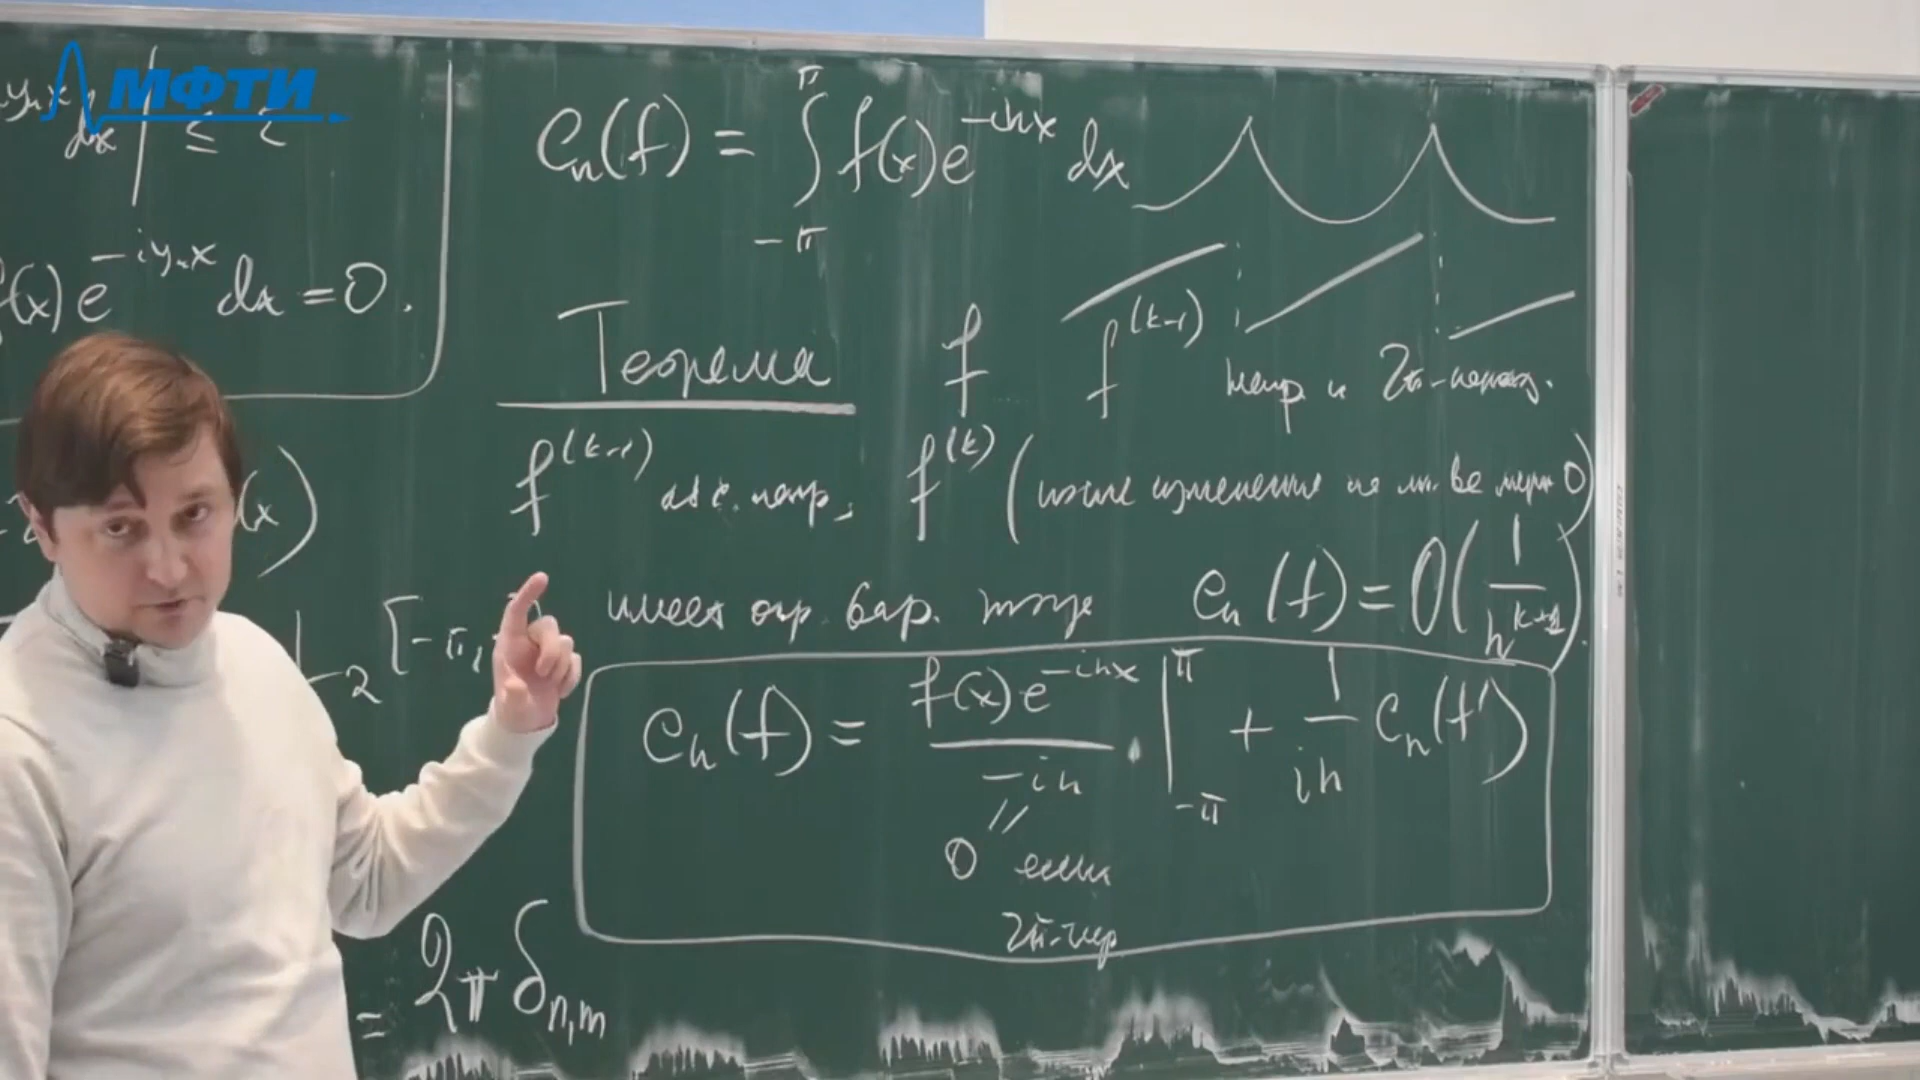 МФТИ
dx | ≤ 2
f(x) e^{-iy_n x} dx = 0.
(x)
L_2 [-π,
= 2π δ_{n,m}
c_n(f) = ∫_{-π}^{π} f(x) e^{-inx} dx
Теорема f f^{(k-1)} непр. и 2π-период.
f^{(k-1)} абс. непр., f^{(k)} (после изменения на мн-ве меры 0)
имеет огр. вар. тогда c_n(f) = O(1/n^{k+1}).
c_n(f) = f(x)e^{-inx}/-in · |_{-π}^{π} + 1/in c_n(f')
0 если
2π-пер